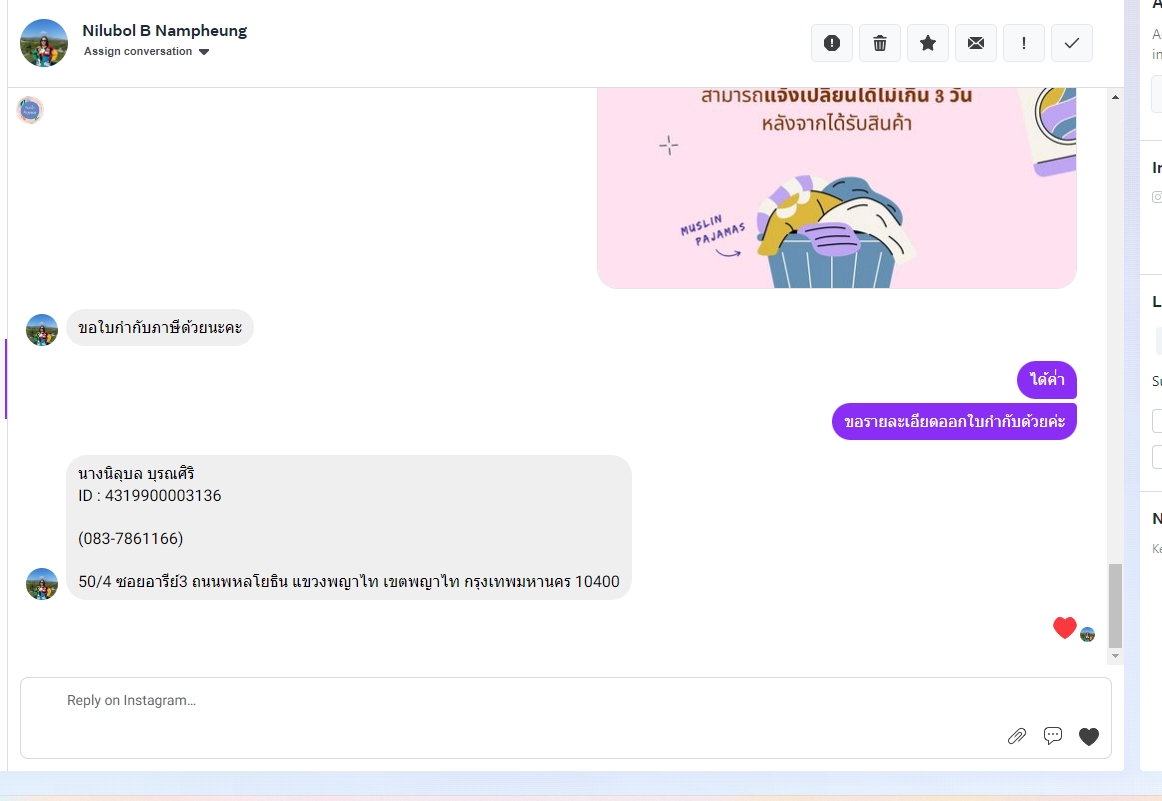 Nilubol B Nampheung
Assign conversation
สามารถแจ้งเปลี่ยนได้ไม่เกิน 3 วัน
หลังจากได้รับสินค้า
MUSLIN
PAJAMAS
ขอใบกำกับภาษีด้วยนะคะ
ได้ค่า
ขอรายละเอียดออกใบกำกับด้วยค่ะ
นางนิลุบล บุรณศิริ
ID : 4319900003136
(083-7861166)
50/4 ซอยอารีย์3 ถนนพหลโยธิน แขวงพญาไท เขตพญาไท กรุงเทพมหานคร 10400
Reply on Instagram…